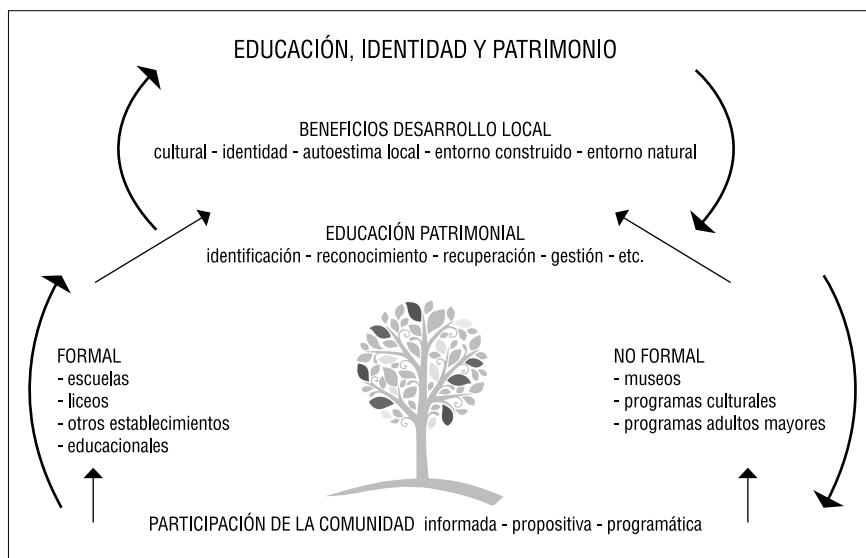 EDUCACIÓN, IDENTIDAD Y PATRIMONIO
BENEFICIOS DESARROLLO LOCAL
cultural - identidad - autoestima local - entorno construido - entorno natural
EDUCACIÓN PATRIMONIAL
identificación - reconocimiento - recuperación - gestión - etc.
FORMAL
- escuelas
- liceos
- otros establecimientos
- educacionales
NO FORMAL
- museos
- programas culturales
- programas adultos mayores
PARTICIPACIÓN DE LA COMUNIDAD informada - propositiva - programática